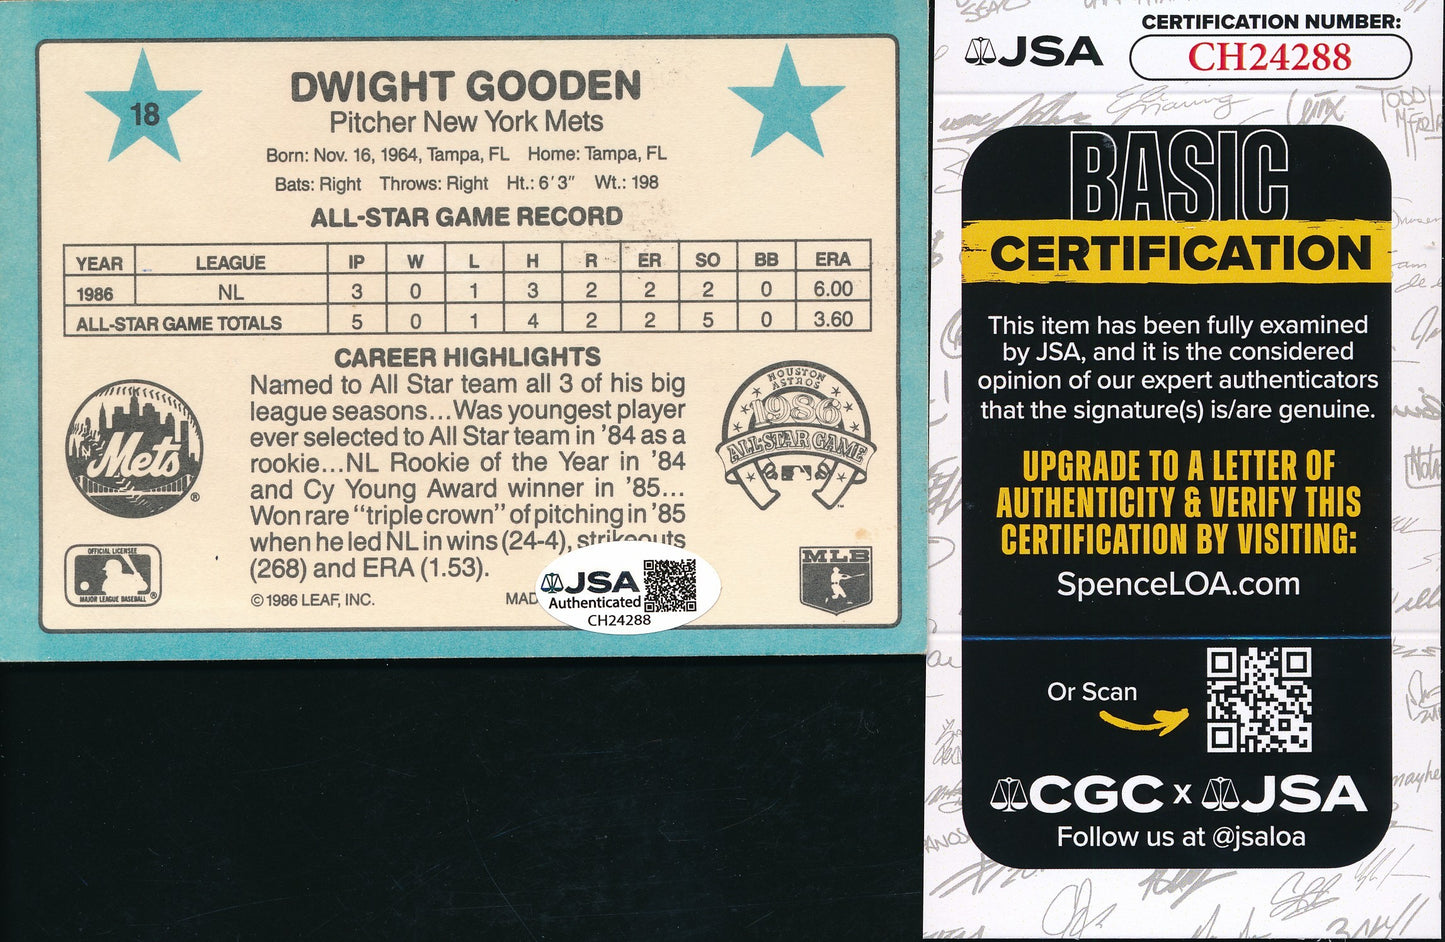 18
DWIGHT GOODEN
Pitcher New York Mets
Born: Nov. 16, 1964, Tampa, FL Home: Tampa, FL
Bats: Right Throws: Right Ht.: 6'3" Wt.: 198
ALL-STAR GAME RECORD
YEAR LEAGUE IP W L H R ER SO BB ERA
1986 NL 3 0 1 3 2 2 2 0 6.00
ALL-STAR GAME TOTALS 5 0 1 4 2 2 5 0 3.60
CAREER HIGHLIGHTS
Named to All Star team all 3 of his big
league seasons...Was youngest player
ever selected to All Star team in '84 as a
rookie...NL Rookie of the Year in '84
and Cy Young Award winner in '85...
Won rare "triple crown" of pitching in '85
when he led NL in wins (24-4), strikeouts
(268) and ERA (1.53).
© 1986 LEAF, INC.
MAD
NY
Mets
®
OFFICIAL LICENSEE
MAJOR LEAGUE BASEBALL
®
HOUSTON
ASTROS
1986
ALL-STAR GAME
™
MLB
JSA
Authenticated
CH24288
JSA
CERTIFICATION NUMBER:
CH24288
BASIC
CERTIFICATION
This item has been fully examined
by JSA, and it is the considered
opinion of our expert authenticators
that the signature(s) is/are genuine.
UPGRADE TO A LETTER OF
AUTHENTICITY & VERIFY THIS
CERTIFICATION BY VISITING:
SpenceLOA.com
Or Scan
CGC x JSA
Follow us at @jsaloa